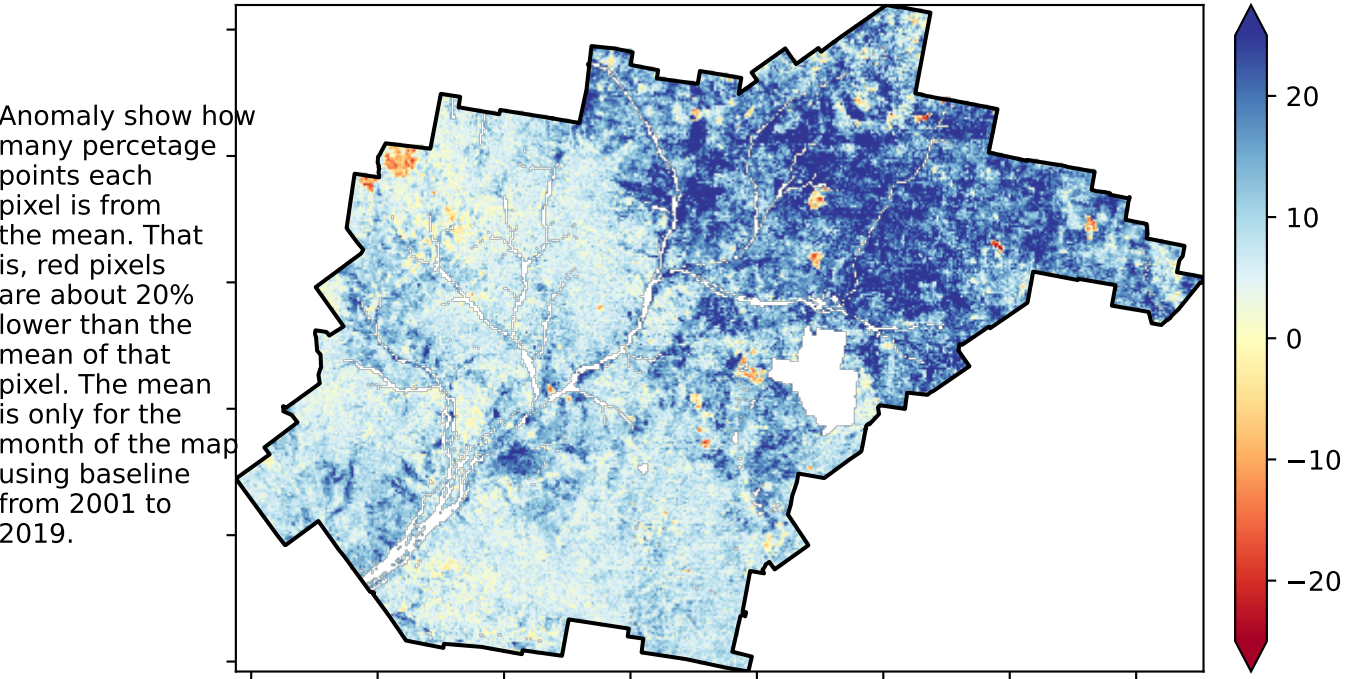 Anomaly show how
many percetage
points each
pixel is from
the mean. That
is, red pixels
are about 20%
lower than the
mean of that
pixel. The mean
is only for the
month of the map
using baseline
from 2001 to
2019.
20
10
0
−10
−20